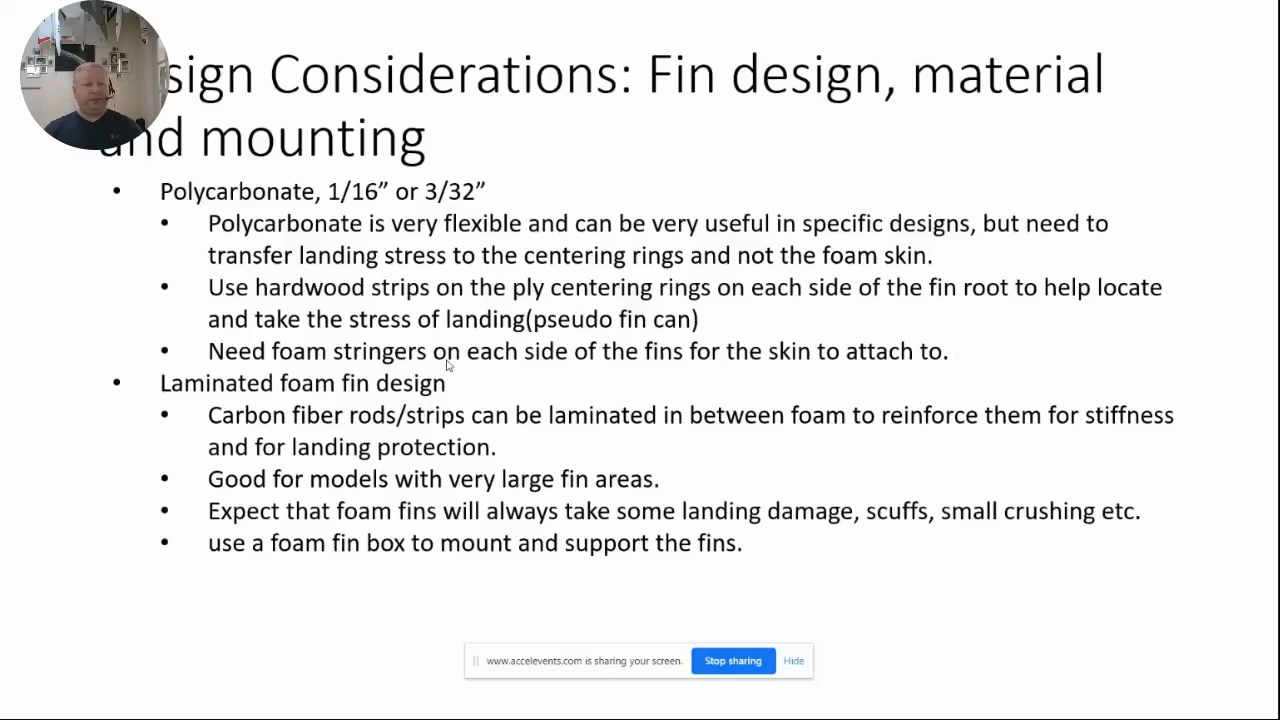 sign Considerations: Fin design, material
and mounting
• Polycarbonate, 1/16” or 3/32”
• Polycarbonate is very flexible and can be very useful in specific designs, but need to
transfer landing stress to the centering rings and not the foam skin.
• Use hardwood strips on the ply centering rings on each side of the fin root to help locate
and take the stress of landing(pseudo fin can)
• Need foam stringers on each side of the fins for the skin to attach to.
• Laminated foam fin design
• Carbon fiber rods/strips can be laminated in between foam to reinforce them for stiffness
and for landing protection.
• Good for models with very large fin areas.
• Expect that foam fins will always take some landing damage, scuffs, small crushing etc.
• use a foam fin box to mount and support the fins.
www.accelevents.com is sharing your screen. Stop sharing Hide